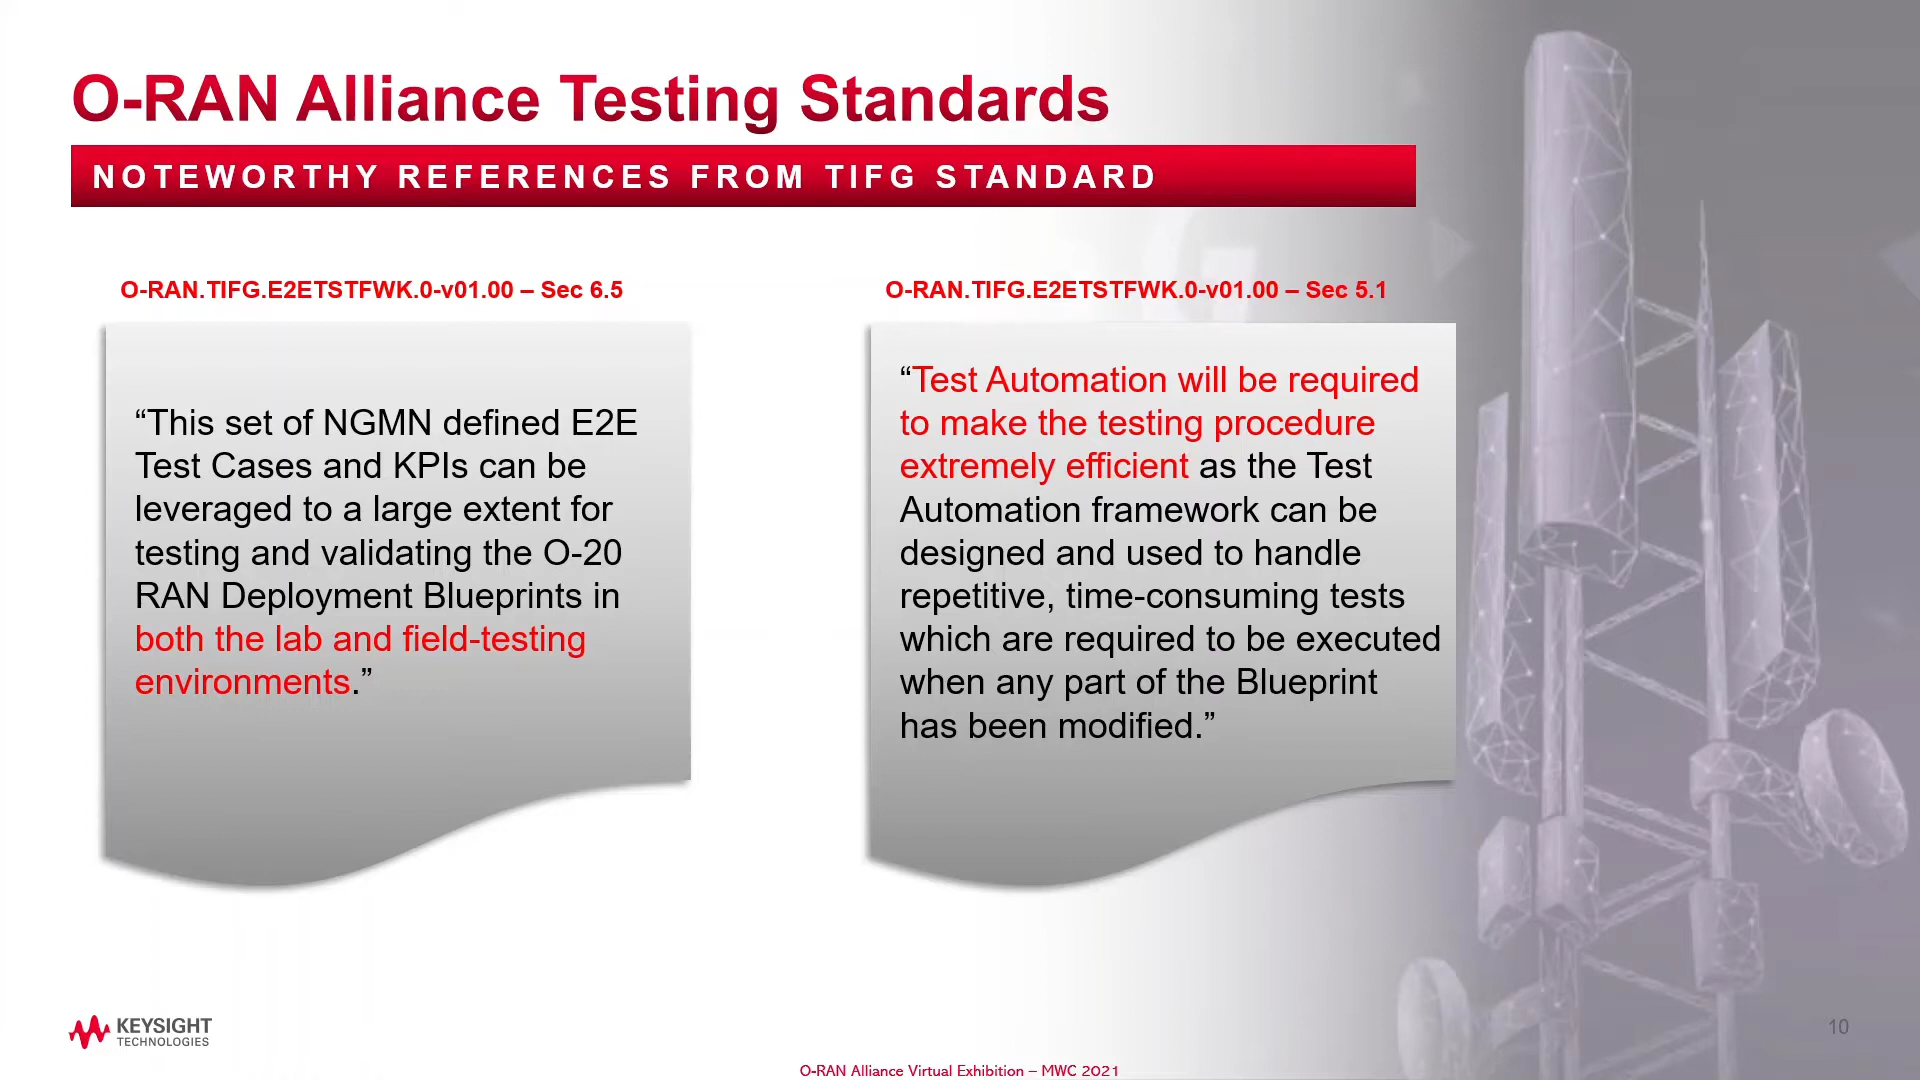 O-RAN Alliance Testing Standards
NOTEWORTHY REFERENCES FROM TIFG STANDARD
O-RAN.TIFG.E2ETSTFWK.0-v01.00 – Sec 6.5
“This set of NGMN defined E2E
Test Cases and KPIs can be
leveraged to a large extent for
testing and validating the O-20
RAN Deployment Blueprints in
both the lab and field-testing
environments.”
O-RAN.TIFG.E2ETSTFWK.0-v01.00 – Sec 5.1
“Test Automation will be required
to make the testing procedure
extremely efficient as the Test
Automation framework can be
designed and used to handle
repetitive, time-consuming tests
which are required to be executed
when any part of the Blueprint
has been modified.”
KEYSIGHT
TECHNOLOGIES
10
O-RAN Alliance Virtual Exhibition – MWC 2021